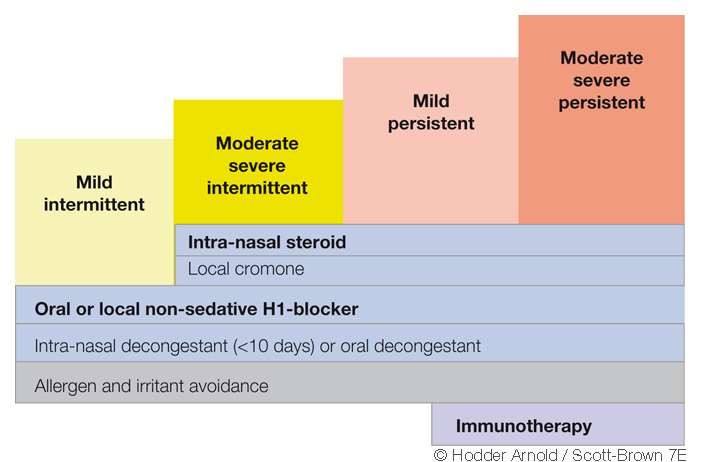 Mild
intermittent
Moderate
severe
intermittent
Mild
persistent
Moderate
severe
persistent
Intra-nasal steroid
Local cromone
Oral or local non-sedative H1-blocker
Intra-nasal decongestant (<10 days) or oral decongestant
Allergen and irritant avoidance
Immunotherapy
© Hodder Arnold / Scott-Brown 7E